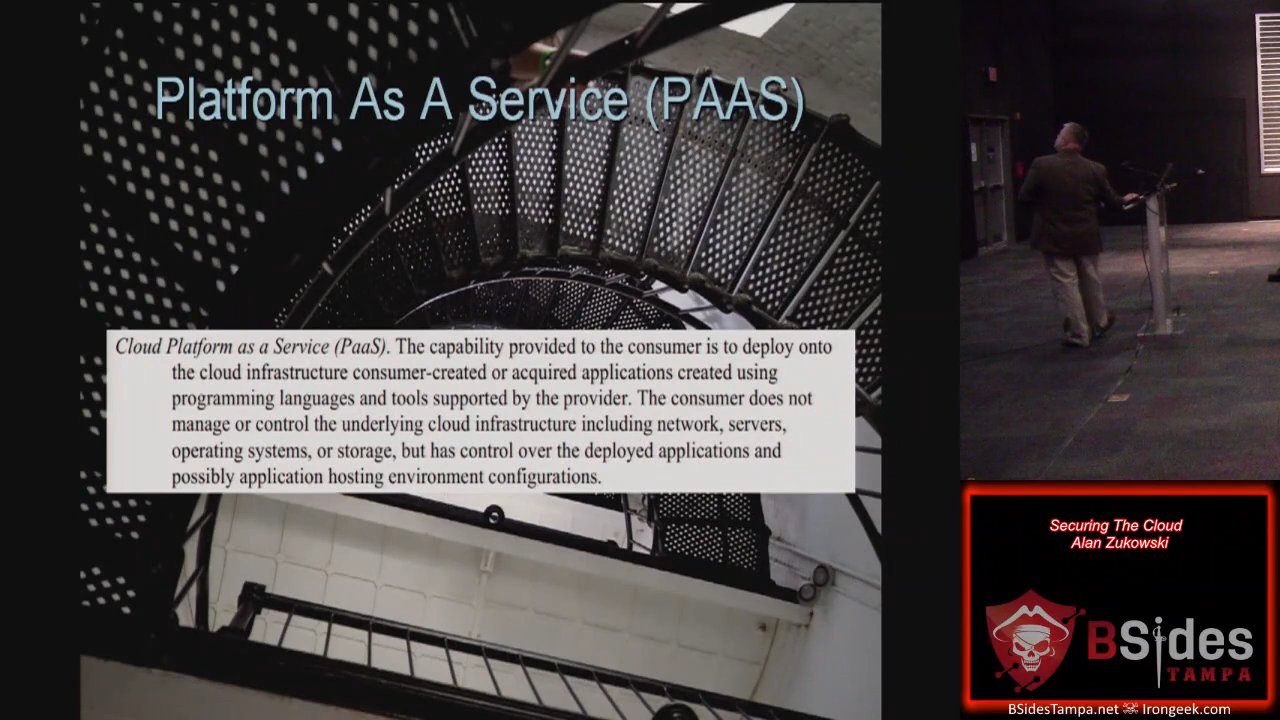 Platform As A Service (PAAS)
Cloud Platform as a Service (PaaS). The capability provided to the consumer is to deploy onto
the cloud infrastructure consumer-created or acquired applications created using
programming languages and tools supported by the provider. The consumer does not
manage or control the underlying cloud infrastructure including network, servers,
operating systems, or storage, but has control over the deployed applications and
possibly application hosting environment configurations.
Securing The Cloud
Alan Zukowski
BSides
TAMPA
BSidesTampa.net Irongeek.com